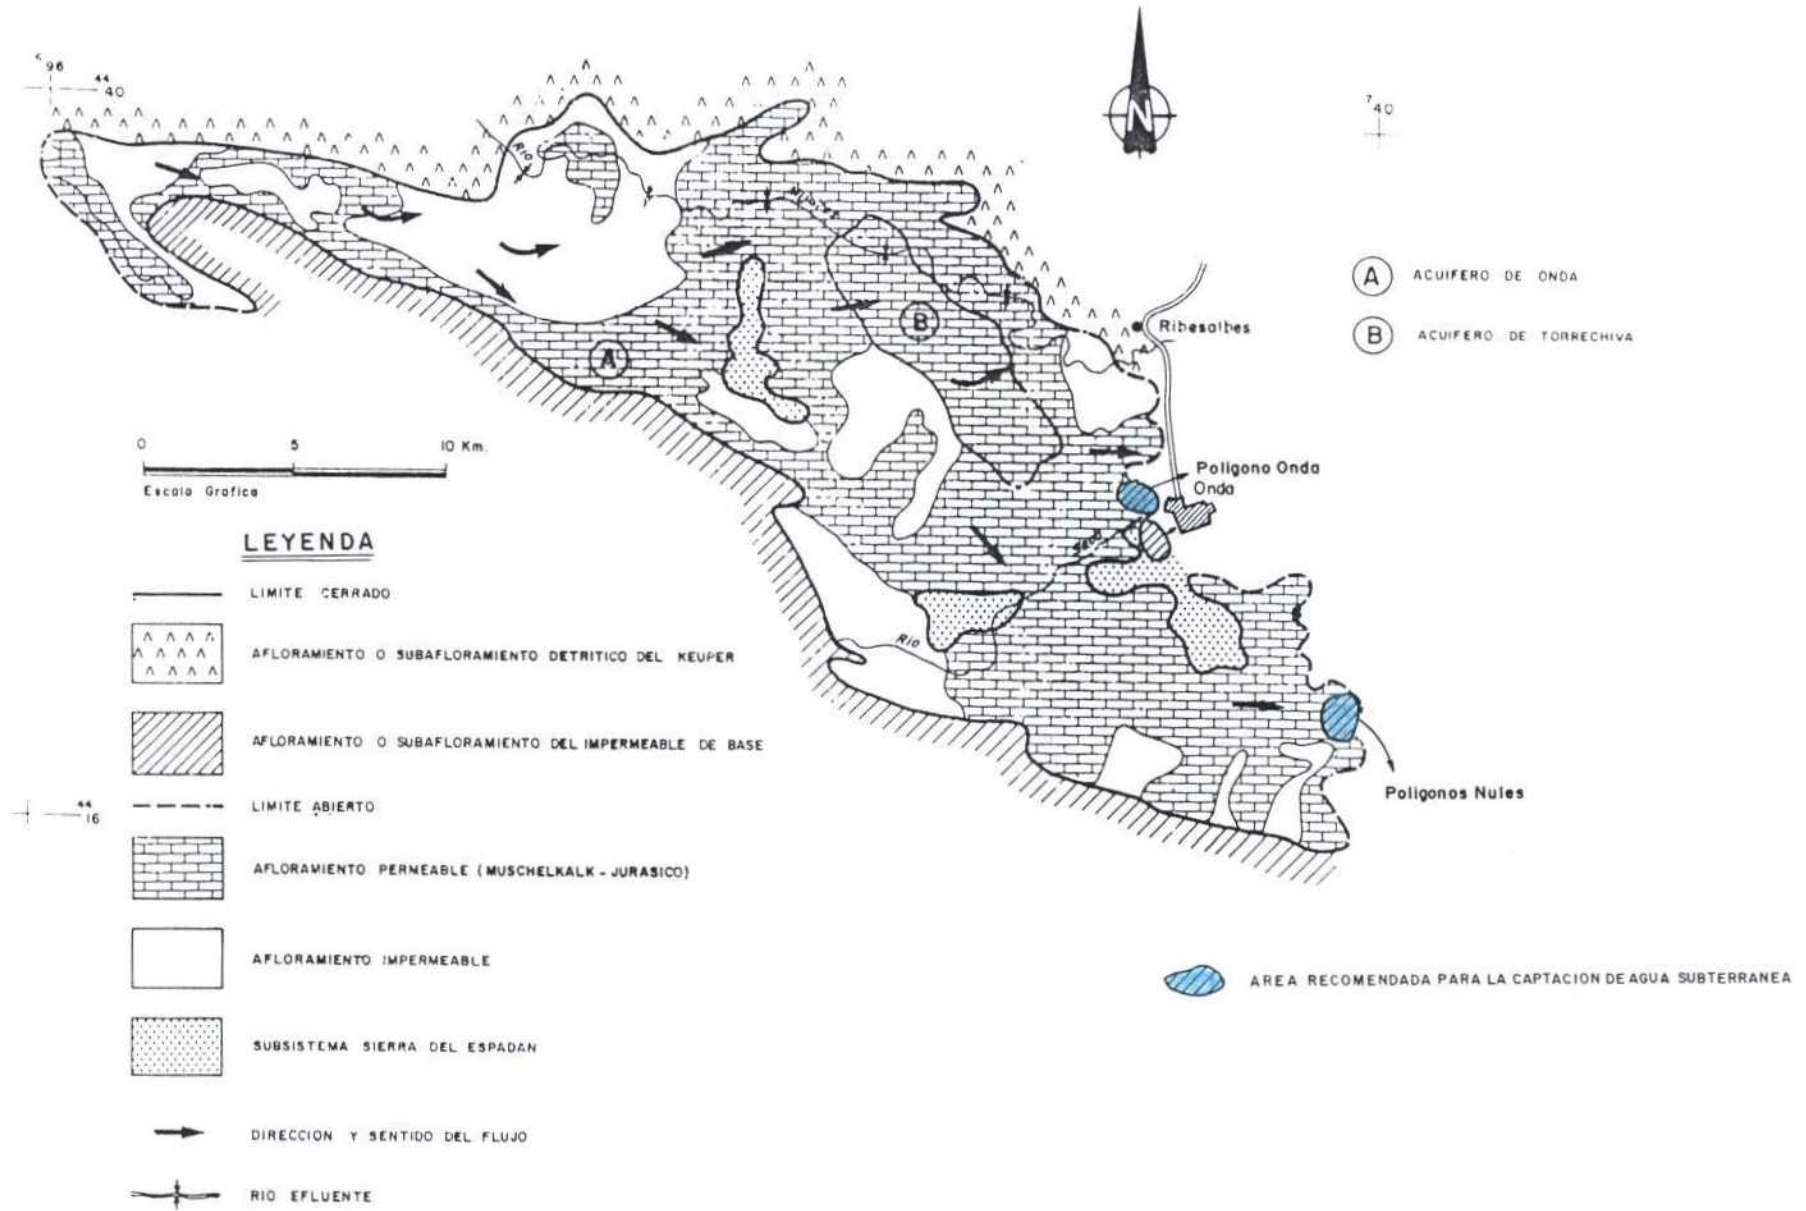 696
44
40
N
740
RIO
RIO
A
ACUIFERO DE ONDA
B
ACUIFERO DE TORRECHIVA
B
Ribesalbes
A
0 5 10 Km.
Escala Grafica
Poligono Onda
Onda
LEYENDA
LIMITE CERRADO
AFLORAMIENTO O SUBAFLORAMIENTO DETRITICO DEL KEUPER
AFLORAMIENTO O SUBAFLORAMIENTO DEL IMPERMEABLE DE BASE
LIMITE ABIERTO
44
16
Poligonos Nules
AFLORAMIENTO PERMEABLE (MUSCHELKALK - JURASICO)
AFLORAMIENTO IMPERMEABLE
AREA RECOMENDADA PARA LA CAPTACION DE AGUA SUBTERRANEA
SUBSISTEMA SIERRA DEL ESPADAN
DIRECCION Y SENTIDO DEL FLUJO
RIO EFLUENTE